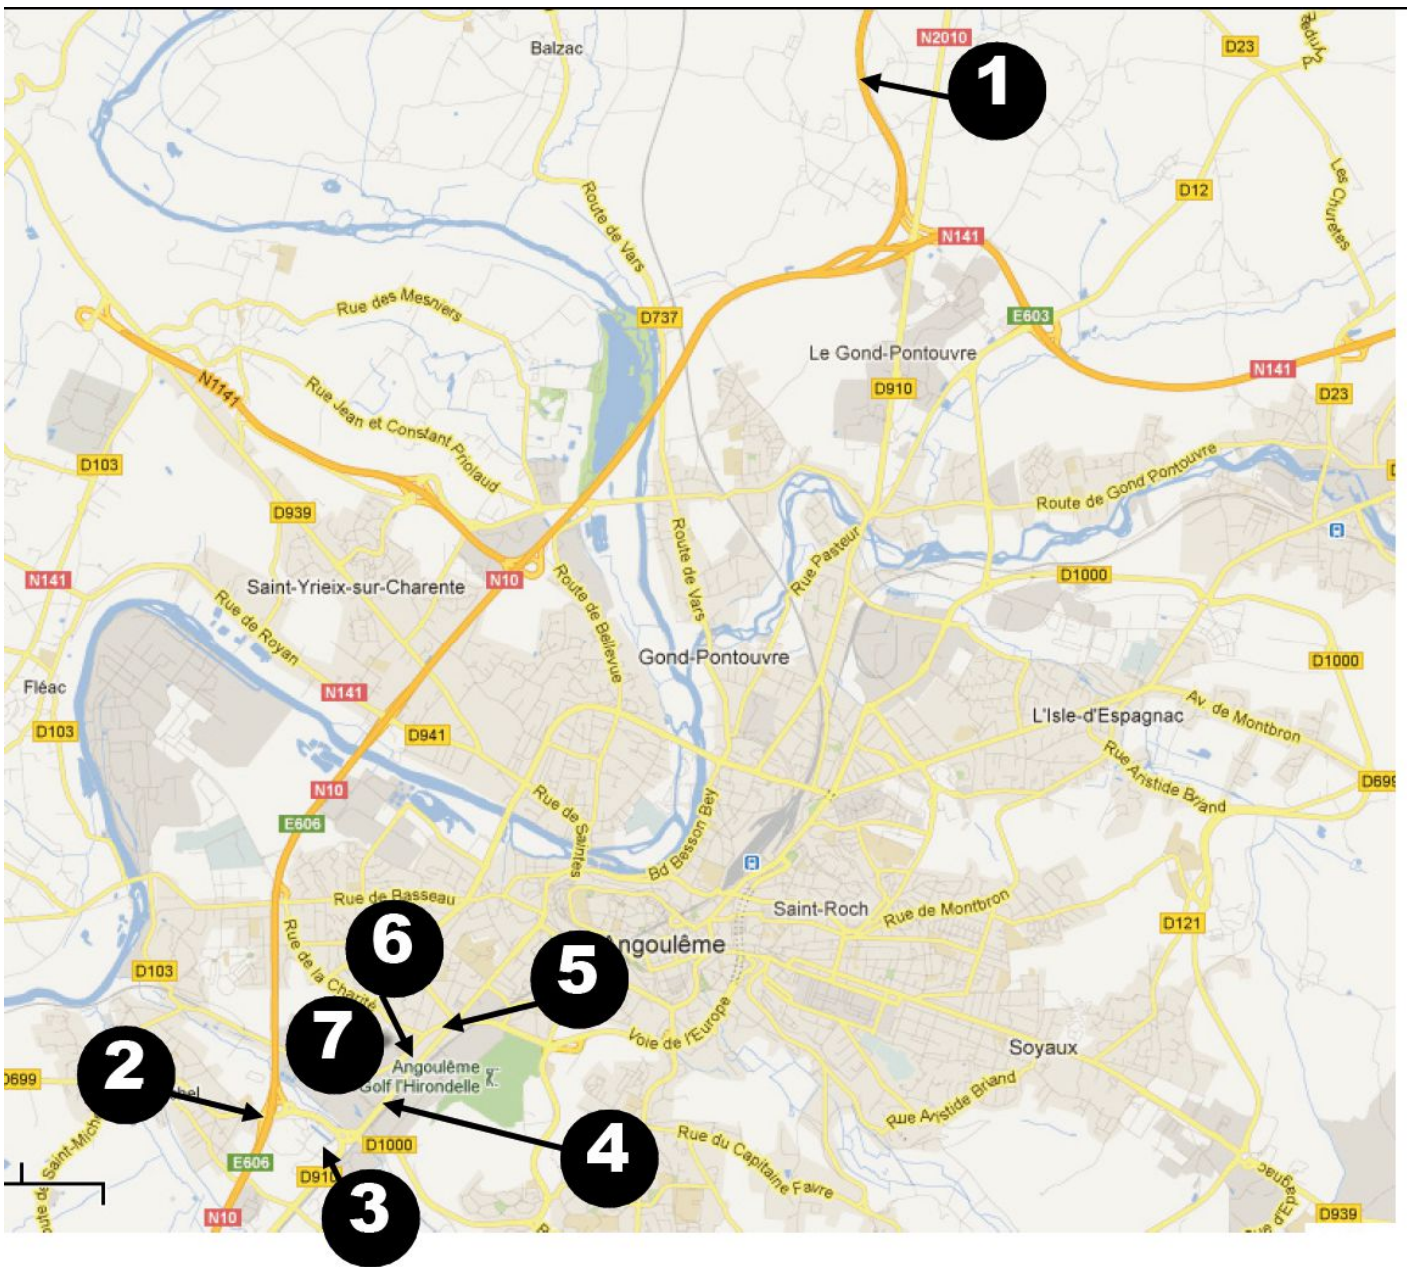 Balzac
N2010
D23
1
D12
Les Churetes
Route de Vars
N141
Rue des Mesniers
D737
E603
Le Gond-Pontouvre
N141
N1141
D910
D23
Rue Jean et Constant Priolaud
D103
Route de Gond Pontouvre
D939
Route de Vars
Rue Pasteur
N141
Saint-Yrieix-sur-Charente
N10
D1000
Rue de Royan
Route de Bellevue
Gond-Pontouvre
D1000
Fléac
N141
L'Isle-d'Espagnac
Av. de Montbron
D103
D941
Rue Aristide Briand
D699
N10
Rue de Saintes
Bd Besson Bey
E606
Rue de Basseau
Saint-Roch
Rue de Montbron
D121
6
Angoulême
Rue de la Charité
D103
5
7
Voie de l'Europe
Soyaux
2
Angoulême
Golf l'Hirondelle
D699
Rue Aristide Briand
4
D1000
Rue du Capitaine Favre
E606
D910
3
N10
D939